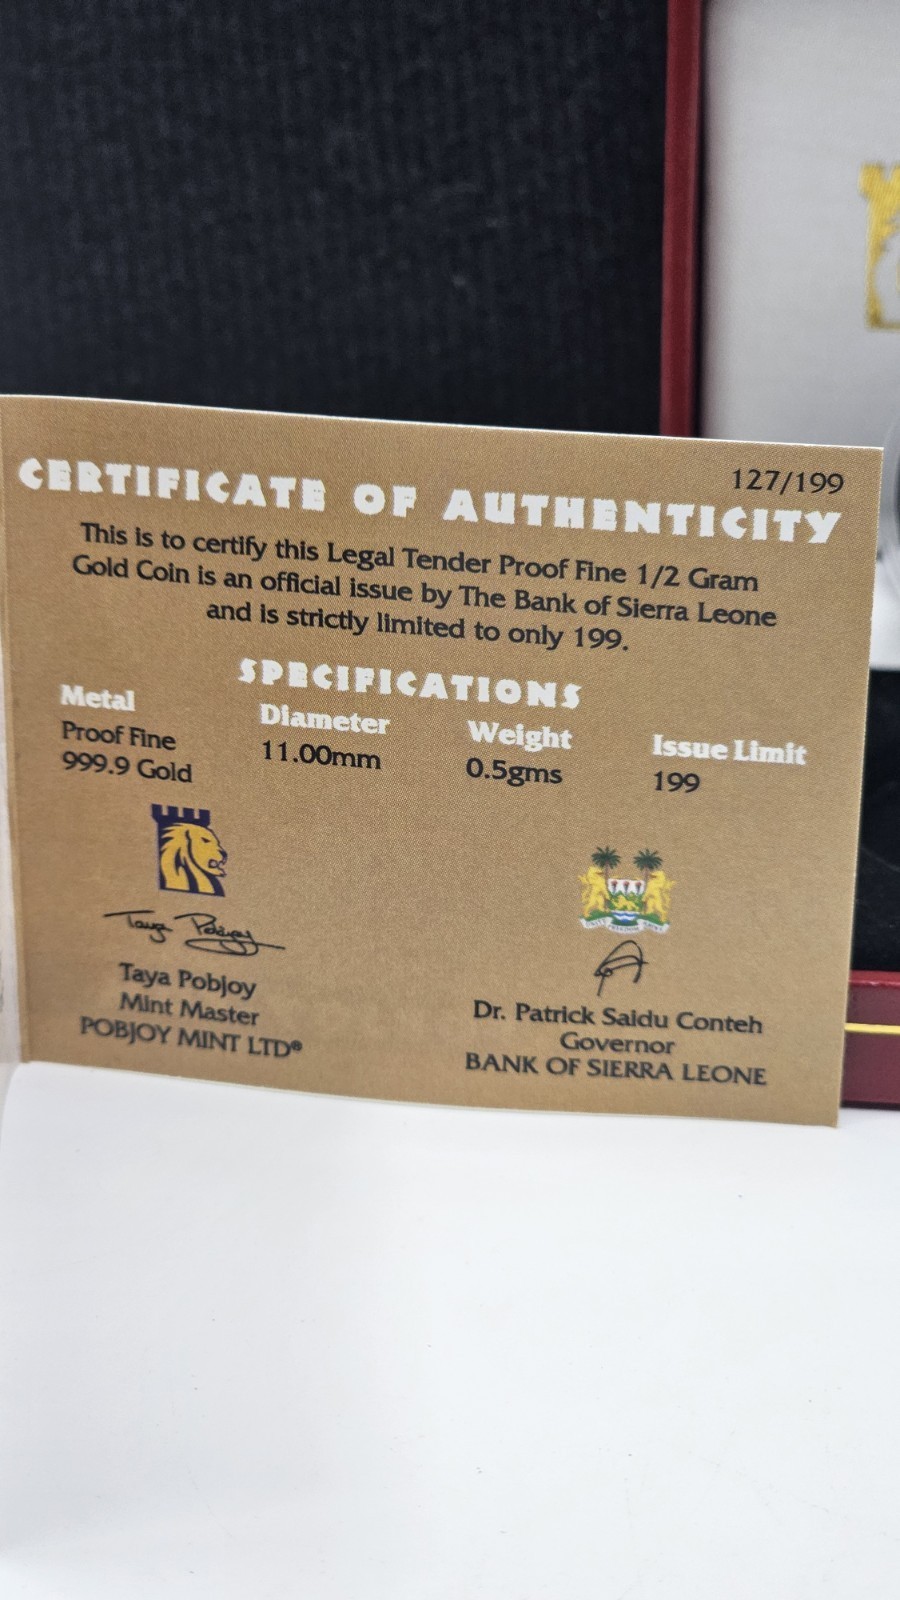 127/199
CERTIFICATE OF AUTHENTICITY
This is to certify this Legal Tender Proof Fine 1/2 Gram
Gold Coin is an official issue by The Bank of Sierra Leone
and is strictly limited to only 199.
SPECIFICATIONS
Metal Diameter Weight Issue Limit
Proof Fine 11.00mm 0.5gms 199
999.9 Gold
Taya Pobjoy
Taya Pobjoy
Mint Master
POBJOY MINT LTD®
Dr. Patrick Saidu Conteh
Governor
BANK OF SIERRA LEONE